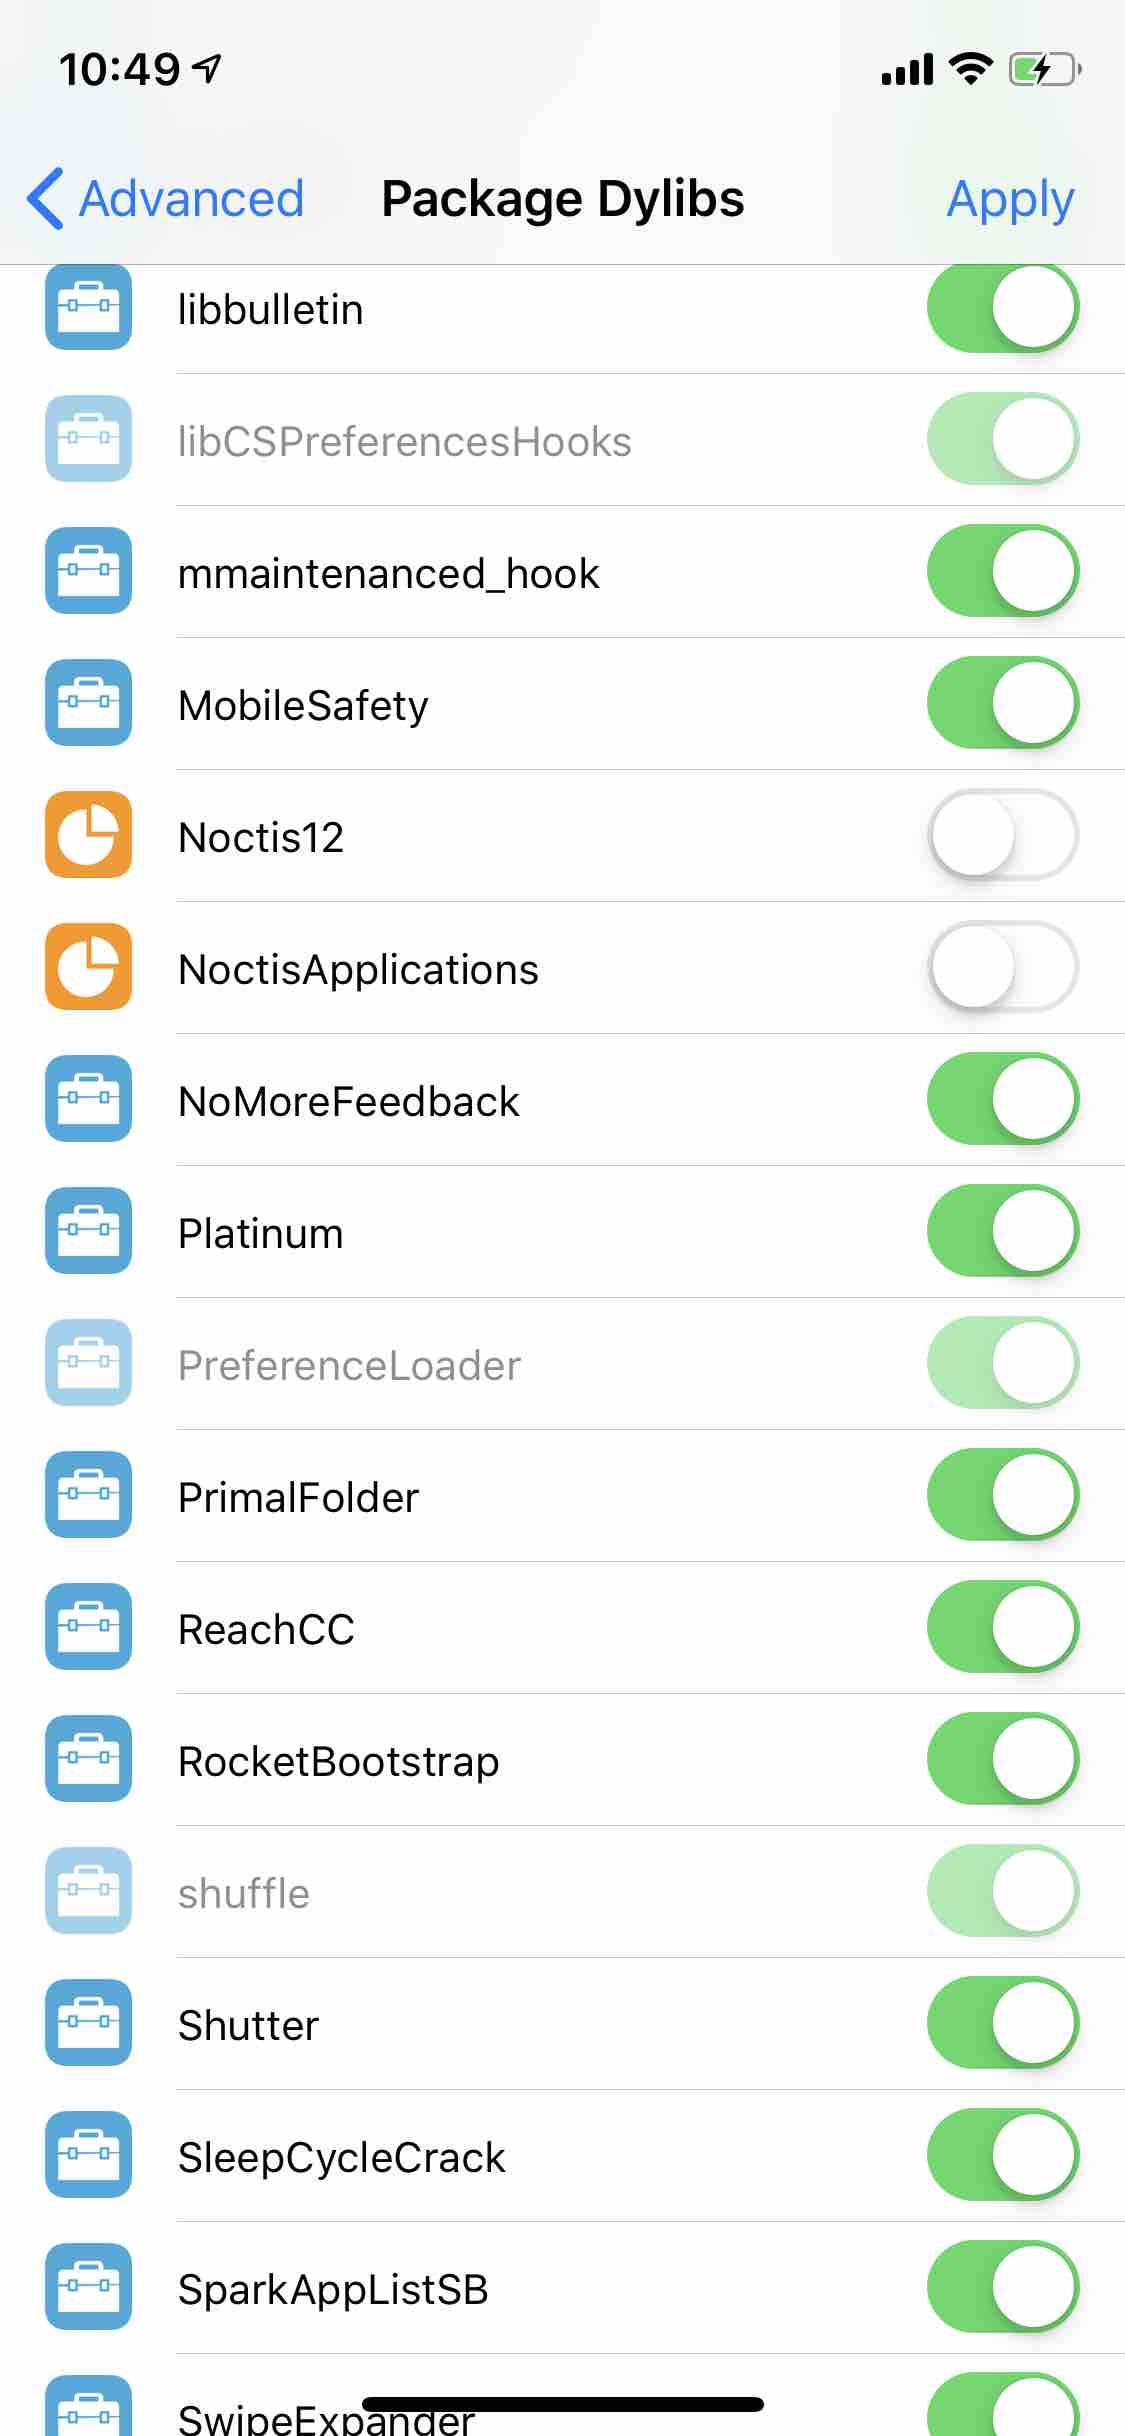 10:49
Advanced
Package Dylibs
Apply
libbulletin
libCSPreferencesHooks
mmaintenanced_hook
MobileSafety
Noctis12
NoctisApplications
NoMoreFeedback
Platinum
PreferenceLoader
PrimalFolder
ReachCC
RocketBootstrap
shuffle
Shutter
SleepCycleCrack
SparkAppListSB
SwipeExpander